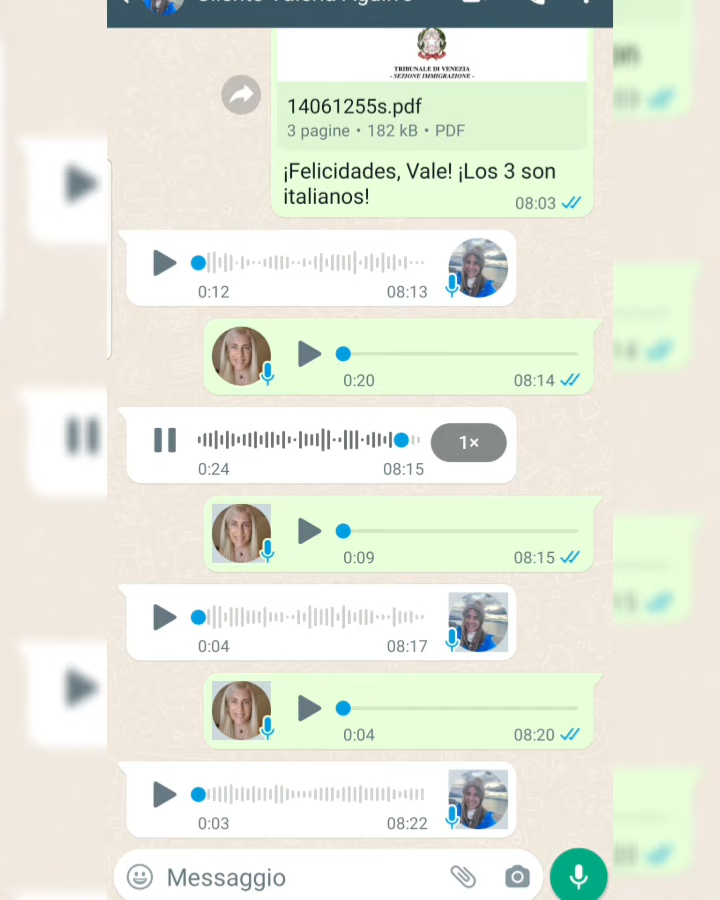 TRIBUNALE DI VENEZIA
- SEZIONE IMMIGRAZIONE -
14061255s.pdf
3 pagine • 182 kB • PDF
¡Felicidades, Vale! ¡Los 3 son
italianos!
08:03
0:12
08:13
0:20
08:14
1×
0:24
08:15
0:09
08:15
0:04
08:17
0:04
08:20
0:03
08:22
Messaggio